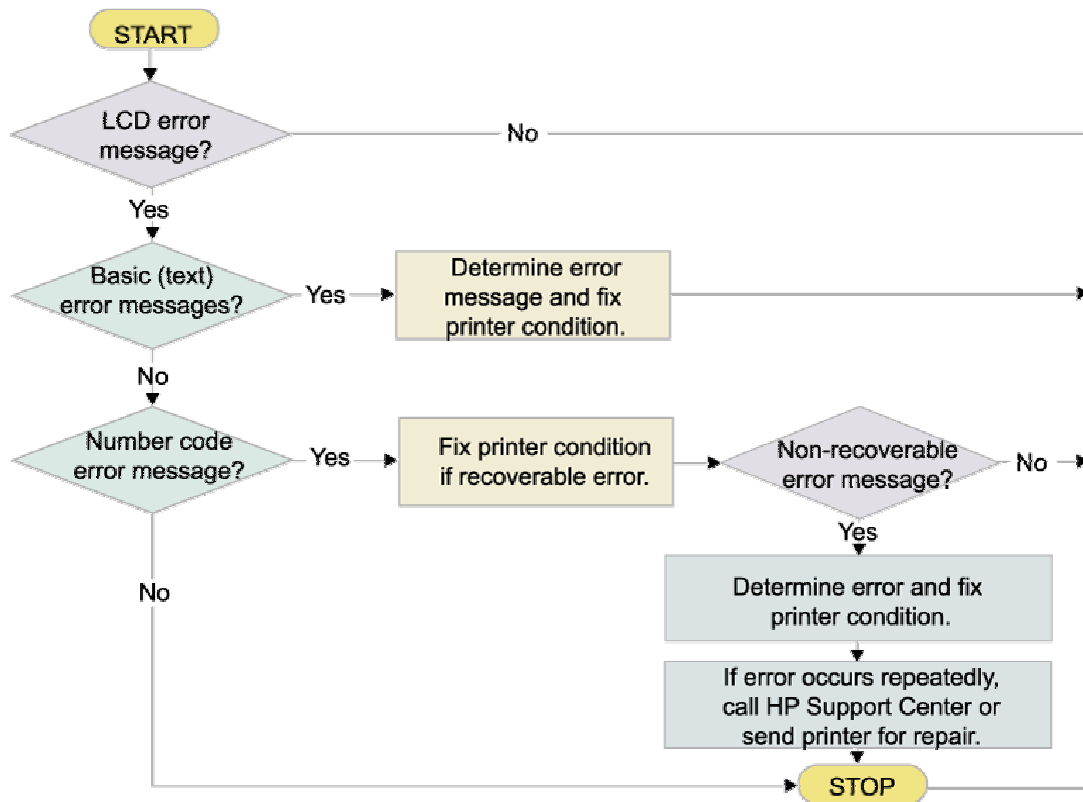 START
LCD error
message?
No
Yes
Basic (text)
error messages?
Yes
Determine error
message and fix
printer condition.
No
Number code
error message?
Yes
Fix printer condition
if recoverable error.
Non-recoverable
error message?
No
Yes
No
Determine error and fix
printer condition.
If error occurs repeatedly,
call HP Support Center or
send printer for repair.
STOP